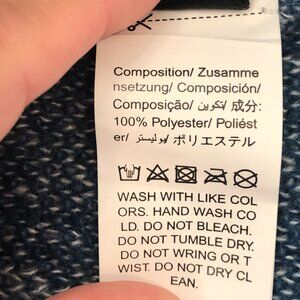 Composition/ Zusamme
nsetzung/ Composición/
Composição/ تكوين/ 成分:
100% Polyester/ Poliést
er/ بوليستر/ ポリエステル
WASH WITH LIKE COL
ORS. HAND WASH CO
LD. DO NOT BLEACH.
DO NOT TUMBLE DRY.
DO NOT WRING OR T
WIST. DO NOT DRY CL
EAN.